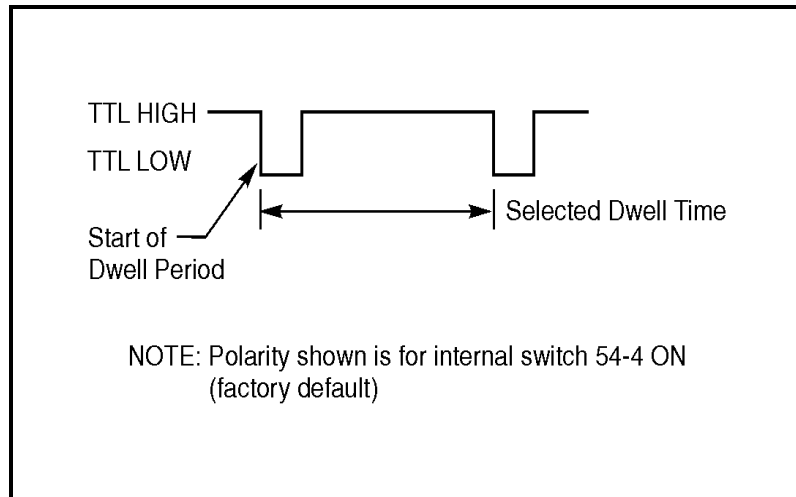 TTL HIGH
TTL LOW
Selected Dwell Time
Start of
Dwell Period
NOTE: Polarity shown is for internal switch 54-4 ON
(factory default)